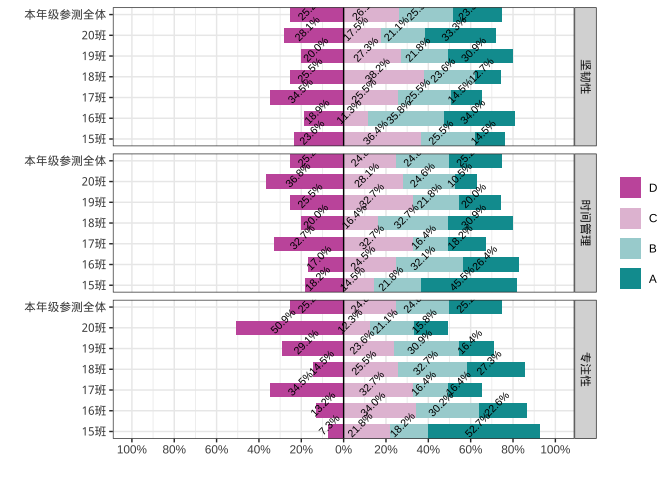 本年级参测全体
20班 28.1% 17.5% 21.1% 33.3%
19班 20.0% 27.3% 21.8% 30.9%
18班 25.5% 38.2% 23.6% 12.7%
17班 34.5% 25.5% 25.5% 14.5%
16班 18.9% 11.3% 35.8% 34.0%
15班 23.6% 36.4% 25.5% 14.5%
坚韧性
本年级参测全体
20班 36.8% 28.1% 24.6% 10.5%
19班 25.5% 32.7% 21.8% 20.0%
18班 20.0% 16.4% 32.7% 30.9%
17班 32.7% 32.7% 16.4% 18.2%
16班 17.0% 24.5% 32.1% 26.4%
15班 18.2% 14.5% 21.8% 45.5%
时间管理
本年级参测全体
20班 50.9% 12.3% 21.1% 15.8%
19班 29.1% 23.6% 30.9% 16.4%
18班 14.5% 25.5% 32.7% 27.3%
17班 34.5% 32.7% 16.4% 16.4%
16班 13.2% 34.0% 30.2% 22.6%
15班 7.3% 21.8% 18.2% 52.7%
专注性
100% 80% 60% 40% 20% 0% 20% 40% 60% 80% 100%
D
C
B
A